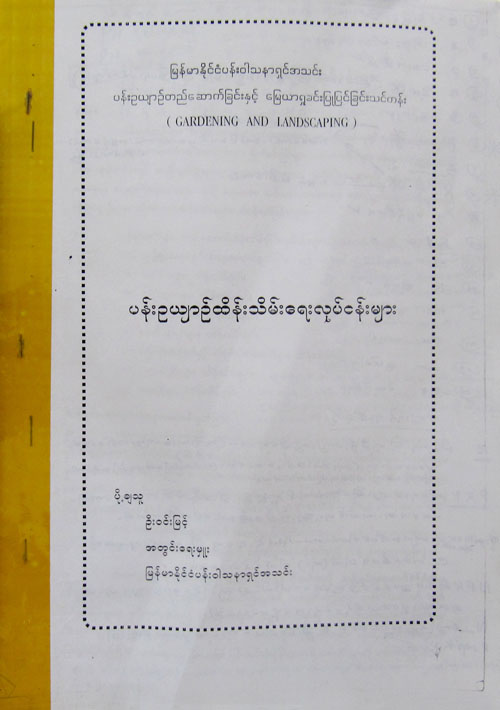 မြန်မာနိုင်ငံပန်းဝါသနာရှင်အသင်း
ပန်းဥယျာဉ်တည်ဆောက်ခြင်းနှင့် မြေယာရှုခင်းပြုပြင်ခြင်းသင်တန်း
( GARDENING AND LANDSCAPING )
ပန်းဥယျာဉ်ထိန်းသိမ်းရေးလုပ်ငန်းများ
ပို့ချသူ
ဦးဝင်းမြင့်
အတွင်းရေးမှူး
မြန်မာနိုင်ငံပန်းဝါသနာရှင်အသင်း